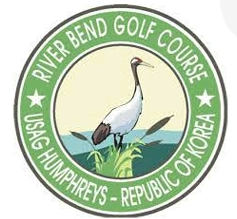 RIVER BEND GOLF COURSE
USAG HUMPHREYS - REPUBLIC OF KOREA